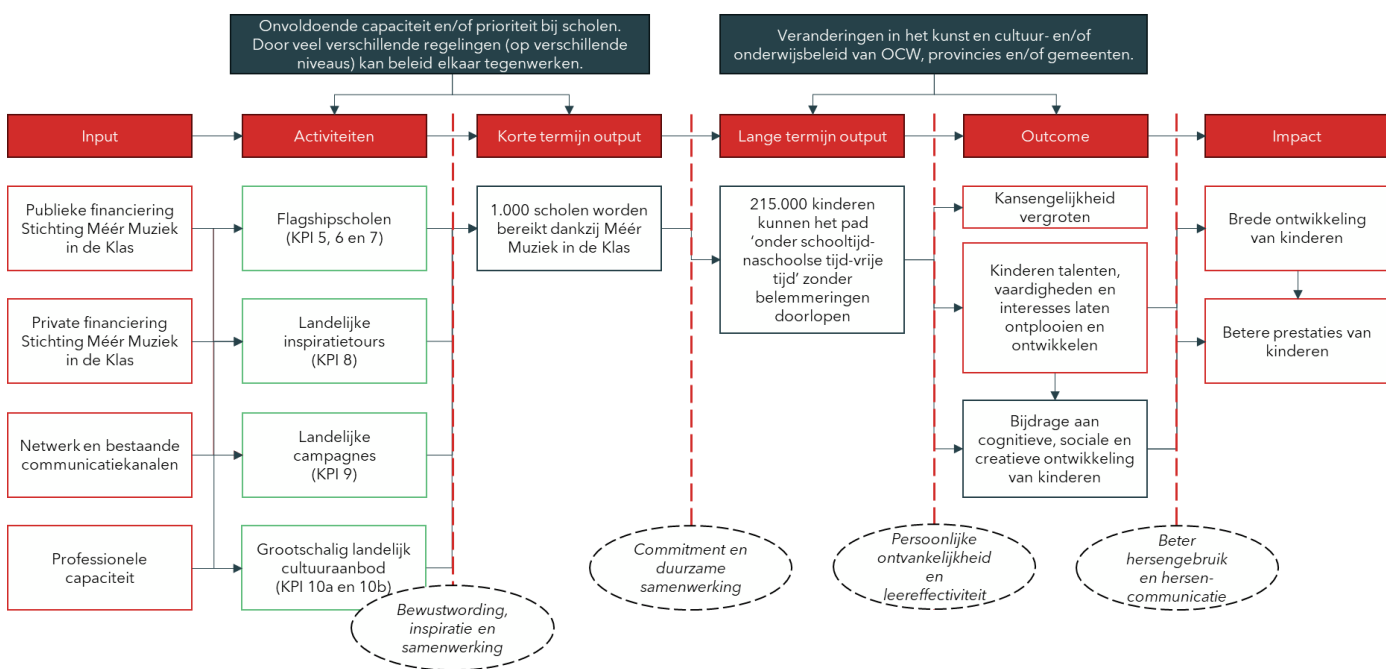 Onvoldoende capaciteit en/of prioriteit bij scholen.
Door veel verschillende regelingen (op verschillende
niveaus) kan beleid elkaar tegenwerken.
Veranderingen in het kunst en cultuur- en/of
onderwijsbeleid van OCW, provincies en/of gemeenten.
Input
Activiteiten
Korte termijn output
Lange termijn output
Outcome
Impact
Publieke financiering
Stichting Méér Muziek
in de Klas
Private financiering
Stichting Méér Muziek
in de Klas
Netwerk en bestaande
communicatiekanalen
Professionele
capaciteit
Flagshipscholen
(KPI 5, 6 en 7)
Landelijke
inspiratietours
(KPI 8)
Landelijke
campagnes
(KPI 9)
Grootschalig landelijk
cultuuraanbod
(KPI 10a en 10b)
1.000 scholen worden
bereikt dankzij Méér
Muziek in de Klas
215.000 kinderen
kunnen het pad
‘onder schooltijd-
naschoolse tijd-vrije
tijd’ zonder
belemmeringen
doorlopen
Kansengelijkheid
vergroten
Kinderen talenten,
vaardigheden en
interesses laten
ontplooien en
ontwikkelen
Bijdrage aan
cognitieve, sociale en
creatieve ontwikkeling
van kinderen
Brede ontwikkeling
van kinderen
Betere prestaties van
kinderen
Bewustwording,
inspiratie en
samenwerking
Commitment en
duurzame
samenwerking
Persoonlijke
ontvankelijkheid
en
leereffectiviteit
Beter
hersengebruik
en hersen-
communicatie